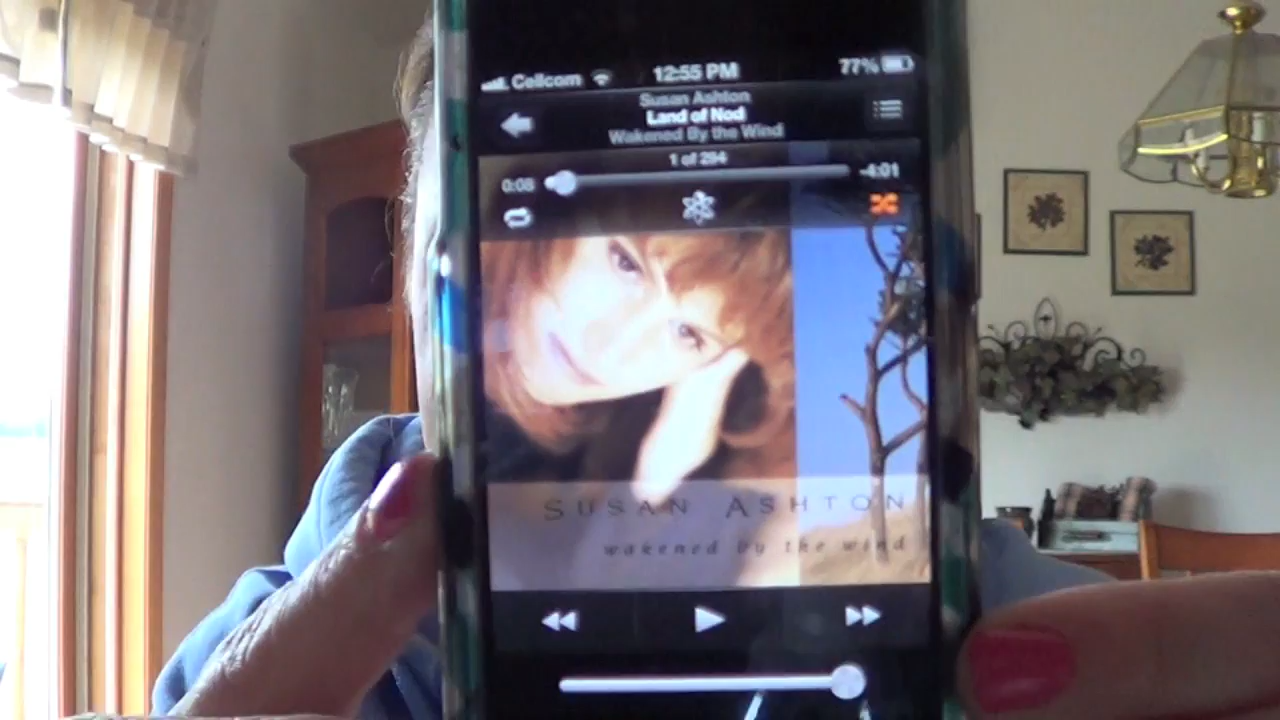 Cellcom 12:55 PM 77%
Susan Ashton
Land of Nod
Wakened By the Wind
1 of 294
0:08 -4:01
SUSAN ASHTON
wakened by the wind